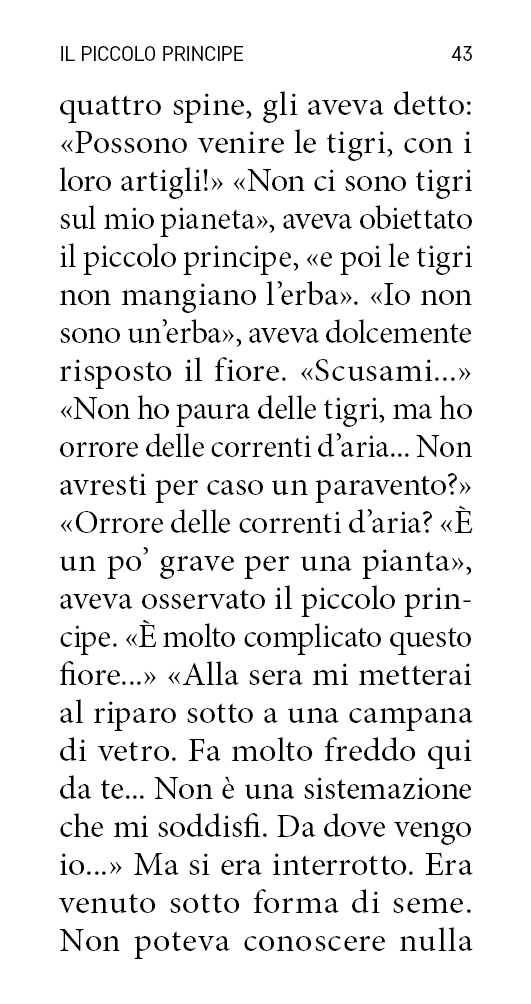 IL PICCOLO PRINCIPE 43
quattro spine, gli aveva detto:
«Possono venire le tigri, con i
loro artigli!» «Non ci sono tigri
sul mio pianeta», aveva obiettato
il piccolo principe, «e poi le tigri
non mangiano l’erba». «Io non
sono un’erba», aveva dolcemente
risposto il fiore. «Scusami...»
«Non ho paura delle tigri, ma ho
orrore delle correnti d’aria... Non
avresti per caso un paravento?»
«Orrore delle correnti d’aria? «È
un po’ grave per una pianta»,
aveva osservato il piccolo prin-
cipe. «È molto complicato questo
fiore...» «Alla sera mi metterai
al riparo sotto a una campana
di vetro. Fa molto freddo qui
da te... Non è una sistemazione
che mi soddisfi. Da dove vengo
io...» Ma si era interrotto. Era
venuto sotto forma di seme.
Non poteva conoscere nulla